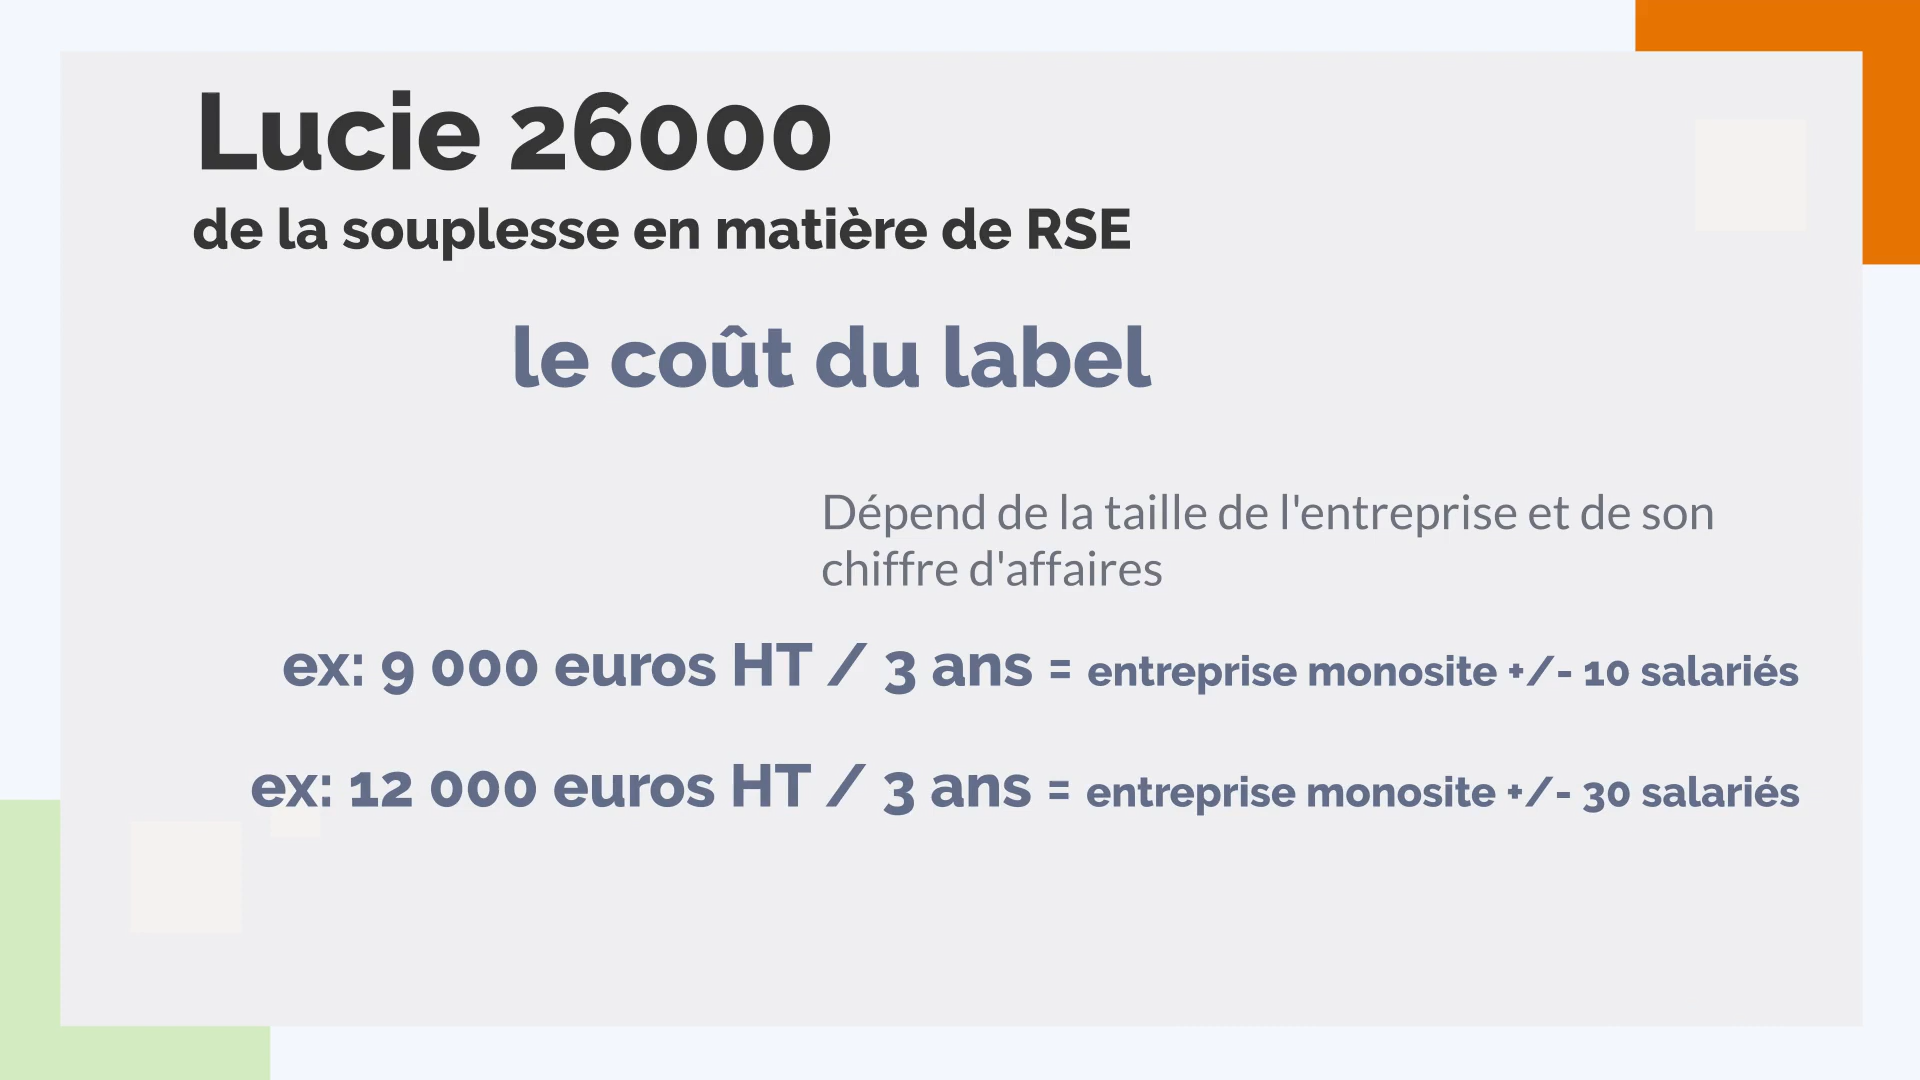 Lucie 26000
de la souplesse en matière de RSE
le coût du label
Dépend de la taille de l'entreprise et de son
chiffre d'affaires
ex: 9 000 euros HT / 3 ans = entreprise monosite +/- 10 salariés
ex: 12 000 euros HT / 3 ans = entreprise monosite +/- 30 salariés